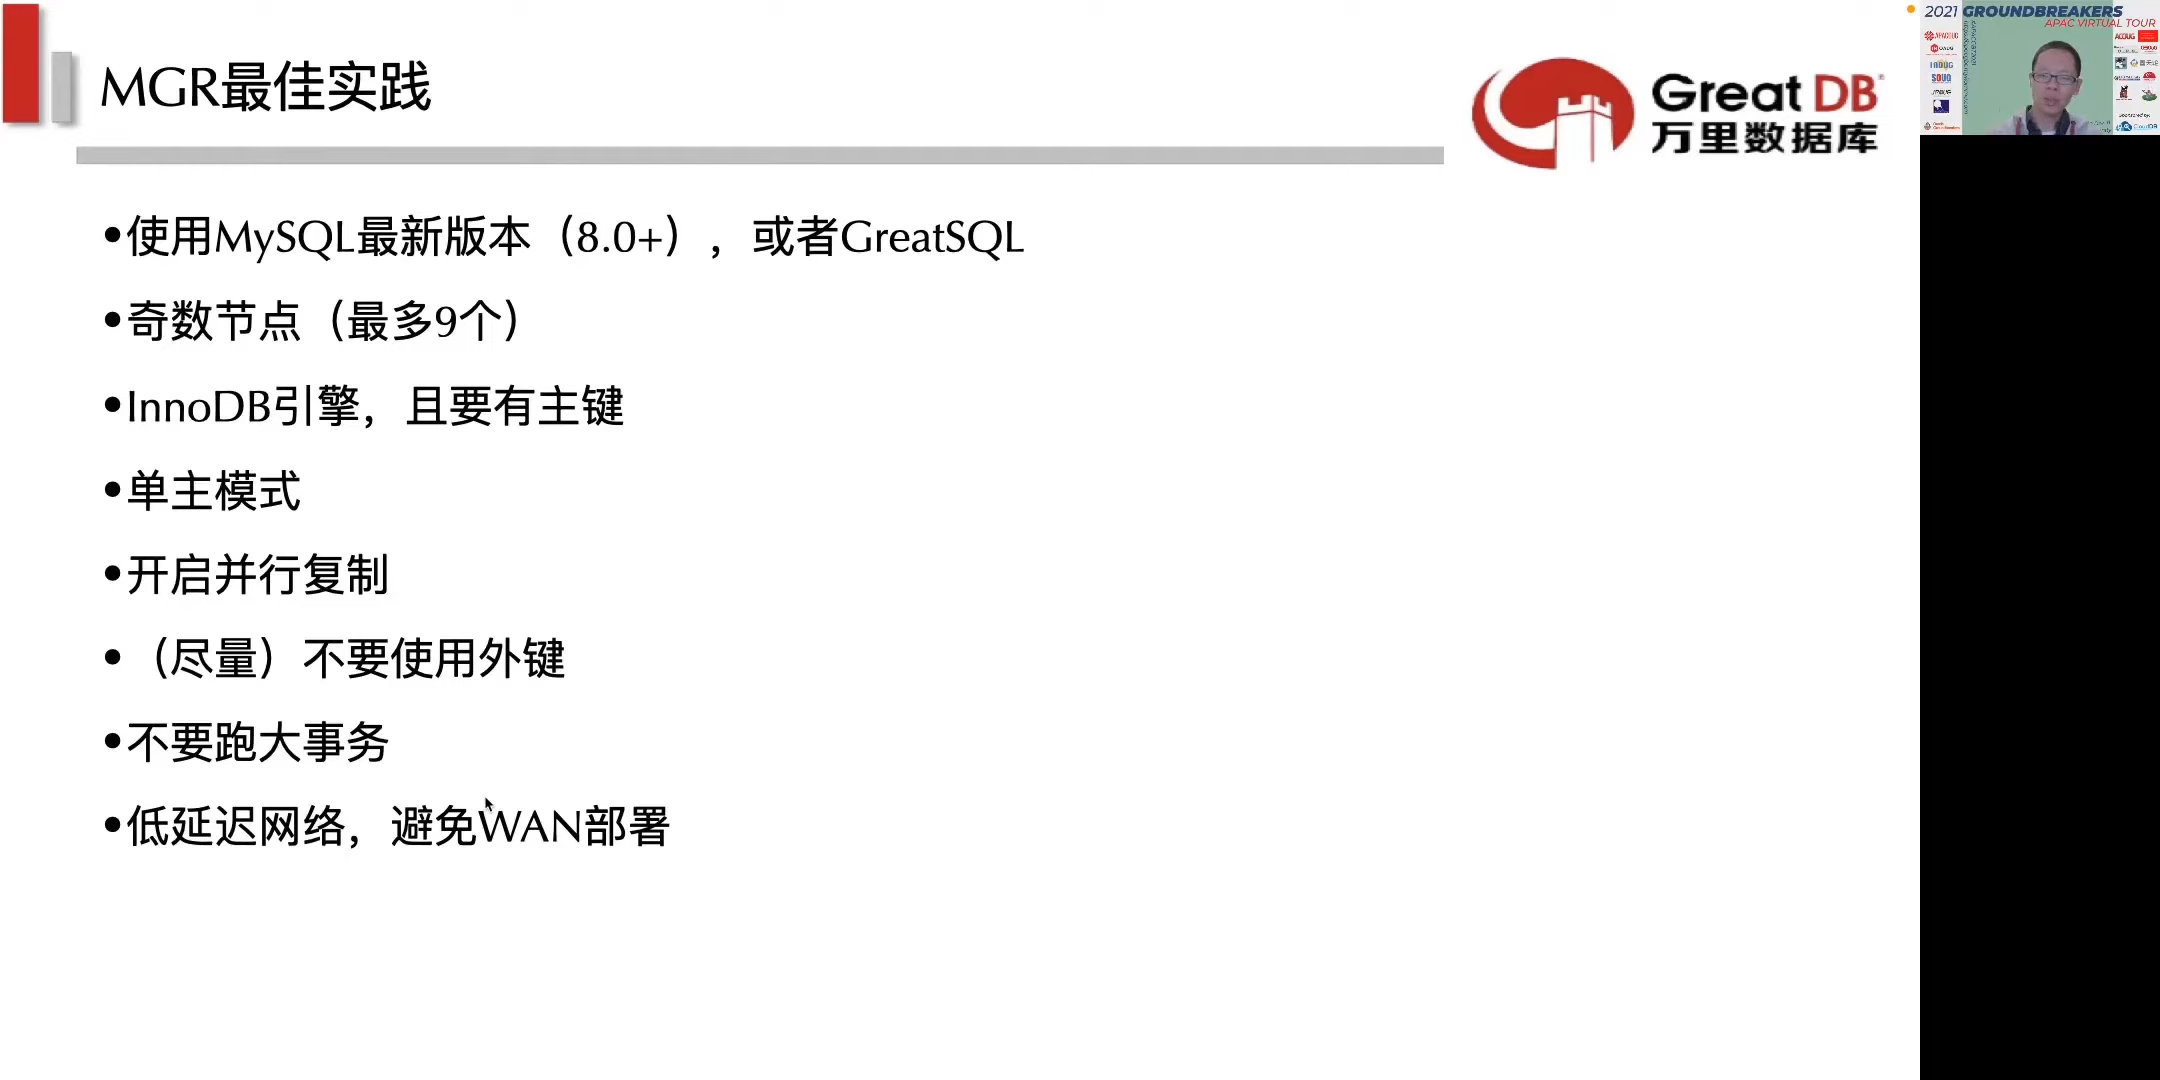 MGR最佳实践
Great DB
万里数据库
•使用MySQL最新版本（8.0+），或者GreatSQL
•奇数节点（最多9个）
•InnoDB引擎，且要有主键
•单主模式
•开启并行复制
•（尽量）不要使用外键
•不要跑大事务
•低延迟网络，避免WAN部署
2021 GROUNDBREAKERS
APAC VIRTUAL TOUR